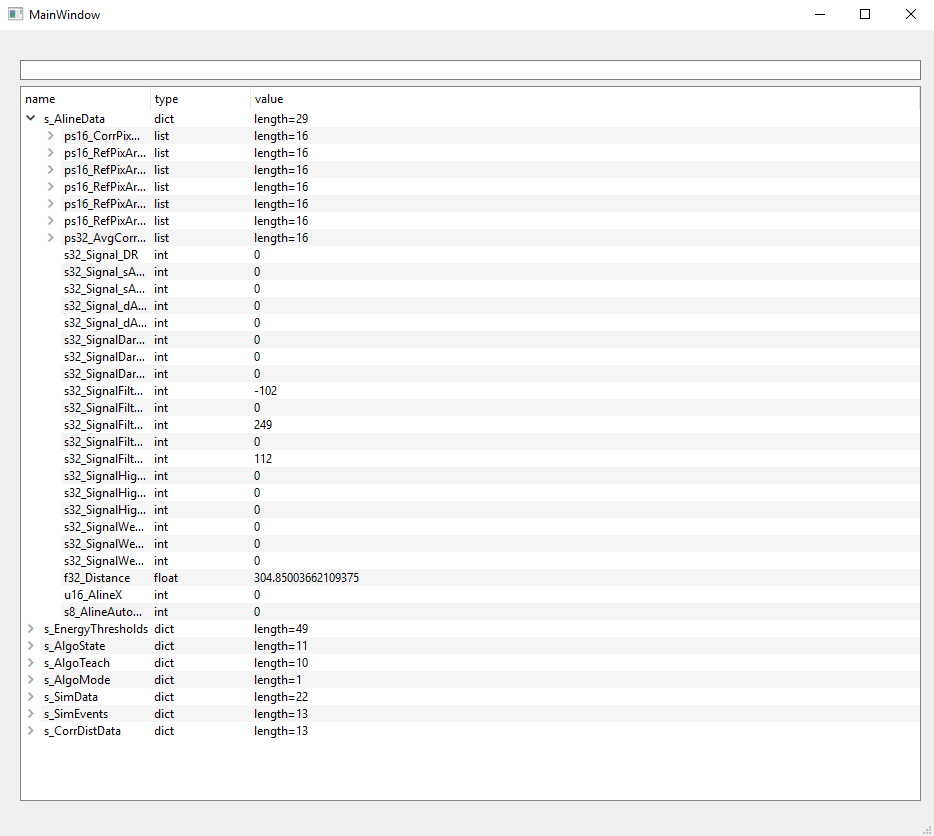 MainWindow
name type value
s_AlineData dict length=29
ps16_CorrPix... list length=16
ps16_RefPixAr... list length=16
ps16_RefPixAr... list length=16
ps16_RefPixAr... list length=16
ps16_RefPixAr... list length=16
ps16_RefPixAr... list length=16
ps32_AvgCorr... list length=16
s32_Signal_DR int 0
s32_Signal_sA... int 0
s32_Signal_sA... int 0
s32_Signal_dA... int 0
s32_Signal_dA... int 0
s32_SignalDar... int 0
s32_SignalDar... int 0
s32_SignalDar... int 0
s32_SignalFilt... int -102
s32_SignalFilt... int 0
s32_SignalFilt... int 249
s32_SignalFilt... int 0
s32_SignalFilt... int 112
s32_SignalHig... int 0
s32_SignalHig... int 0
s32_SignalHig... int 0
s32_SignalWe... int 0
s32_SignalWe... int 0
s32_SignalWe... int 0
f32_Distance float 304.85003662109375
u16_AlineX int 0
s8_AlineAuto... int 0
s_EnergyThresholds dict length=49
s_AlgoState dict length=11
s_AlgoTeach dict length=10
s_AlgoMode dict length=1
s_SimData dict length=22
s_SimEvents dict length=13
s_CorrDistData dict length=13